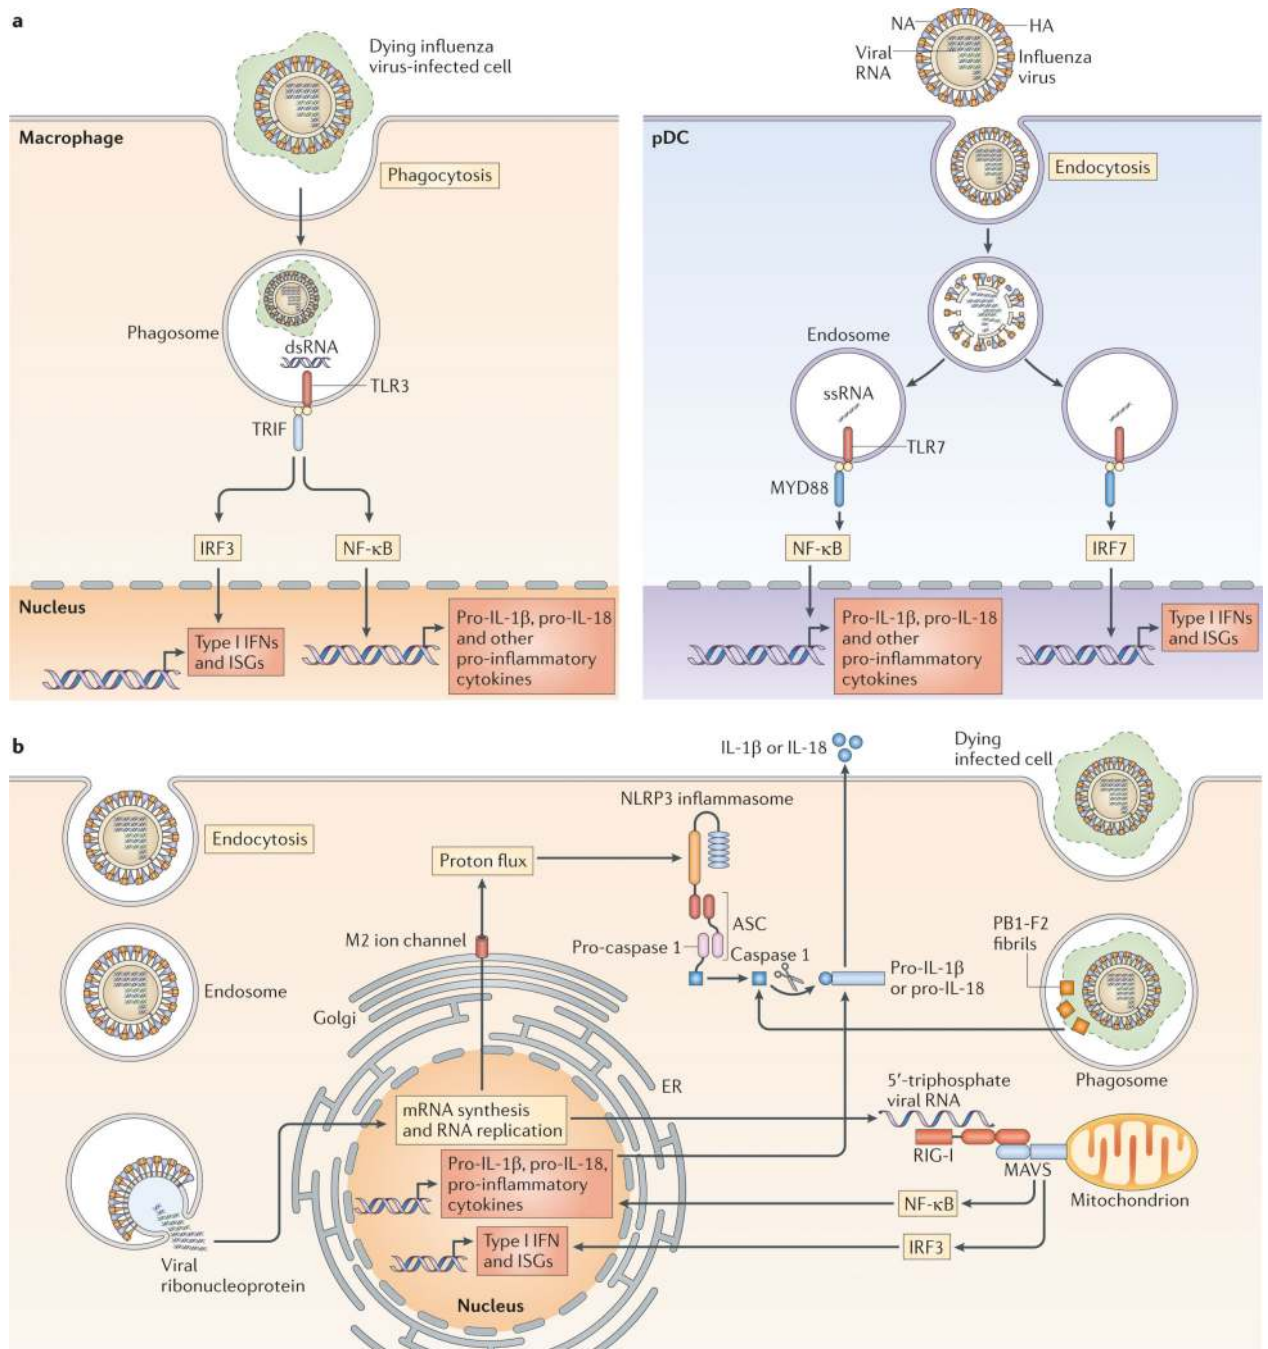 a
Dying influenza
virus-infected cell
Macrophage
Phagocytosis
Phagosome
dsRNA
TLR3
TRIF
IRF3
NF-κB
Nucleus
Type I IFNs
and ISGs
Pro-IL-1β, pro-IL-18
and other
pro-inflammatory
cytokines
NA
HA
Viral
RNA
Influenza
virus
pDC
Endocytosis
Endosome
ssRNA
TLR7
MYD88
NF-κB
IRF7
Pro-IL-1β, pro-IL-18
and other
pro-inflammatory
cytokines
Type I IFNs
and ISGs
b
IL-1β or IL-18
Dying
infected cell
NLRP3 inflammasome
Endocytosis
Proton flux
M2 ion channel
ASC
Pro-caspase 1
Caspase 1
Pro-IL-1β
or pro-IL-18
PB1-F2
fibrils
Endosome
Golgi
ER
Phagosome
5′-triphosphate
viral RNA
mRNA synthesis
and RNA replication
RIG-I
MAVS
Mitochondrion
Pro-IL-1β, pro-IL-18,
pro-inflammatory
cytokines
NF-κB
Type I IFN
and ISGs
IRF3
Viral
ribonucleoprotein
Nucleus